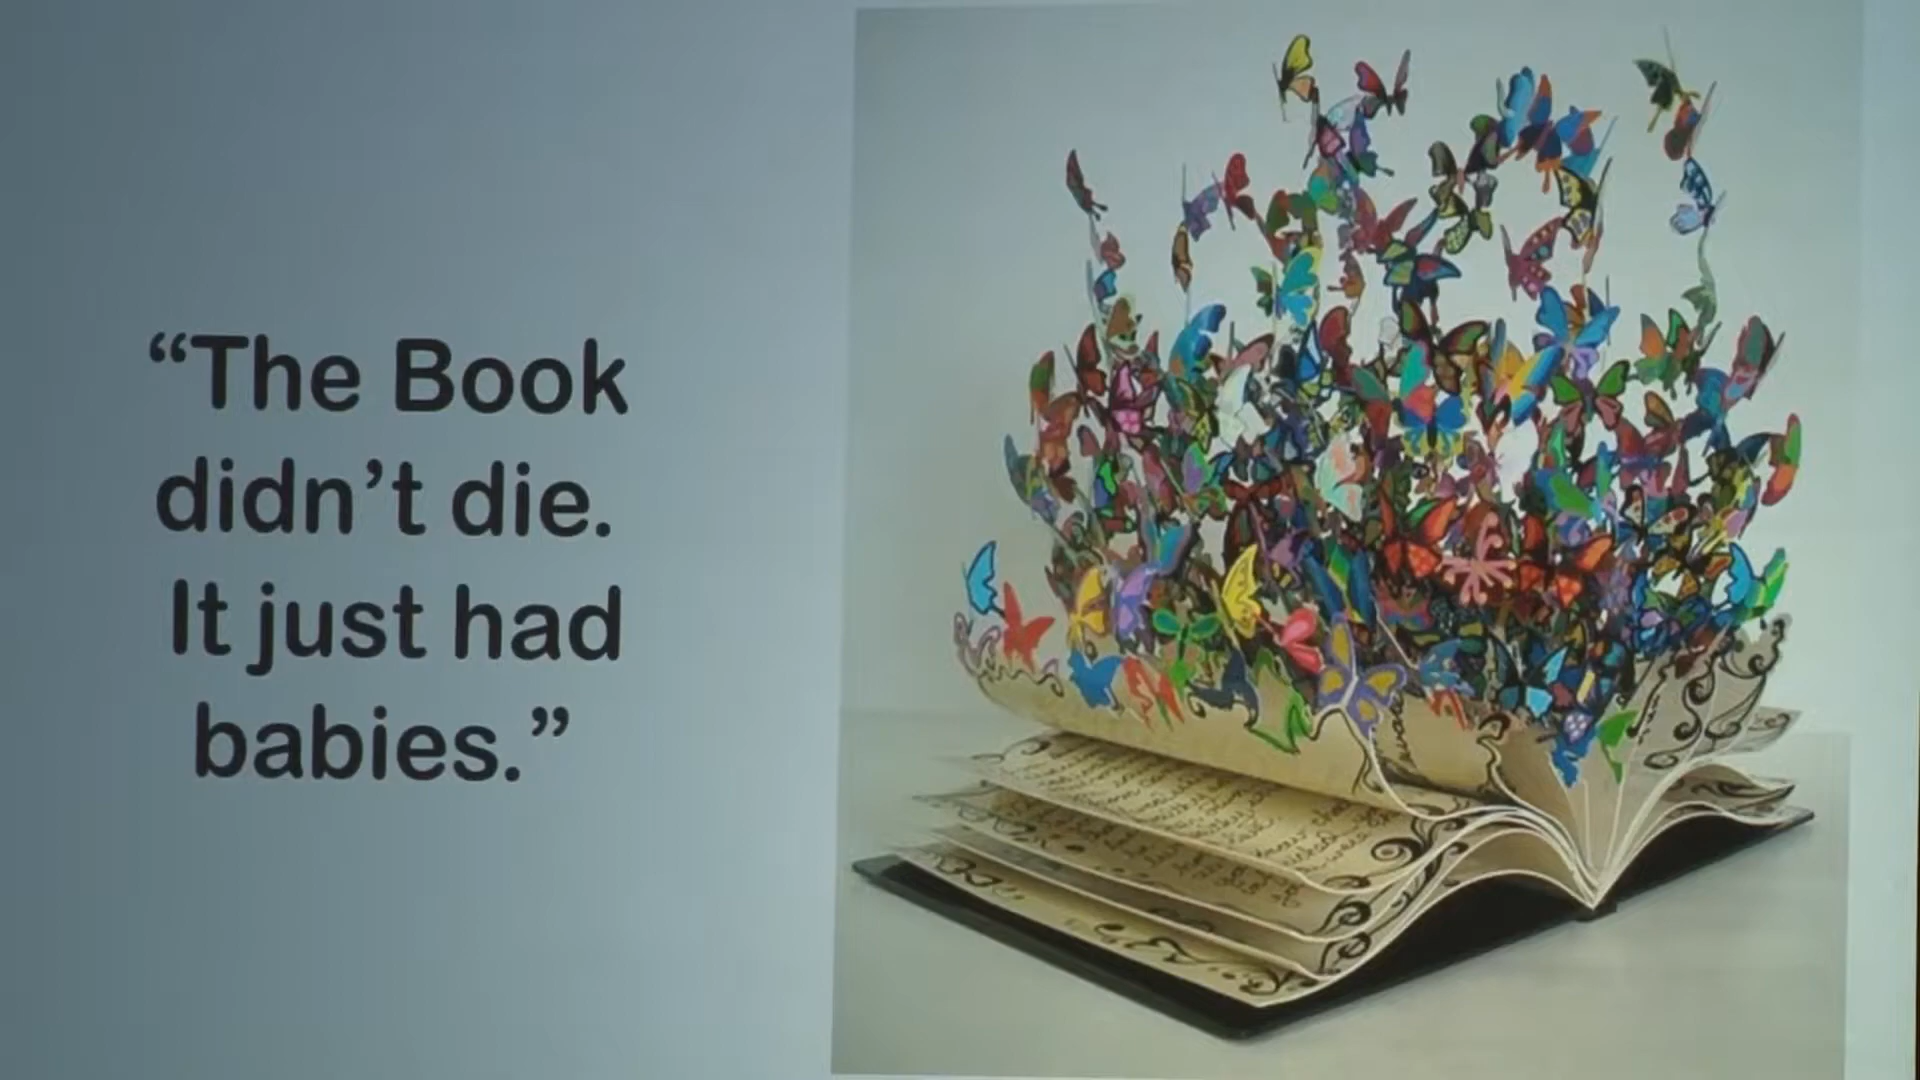 “The Book
didn’t die.
It just had
babies.”